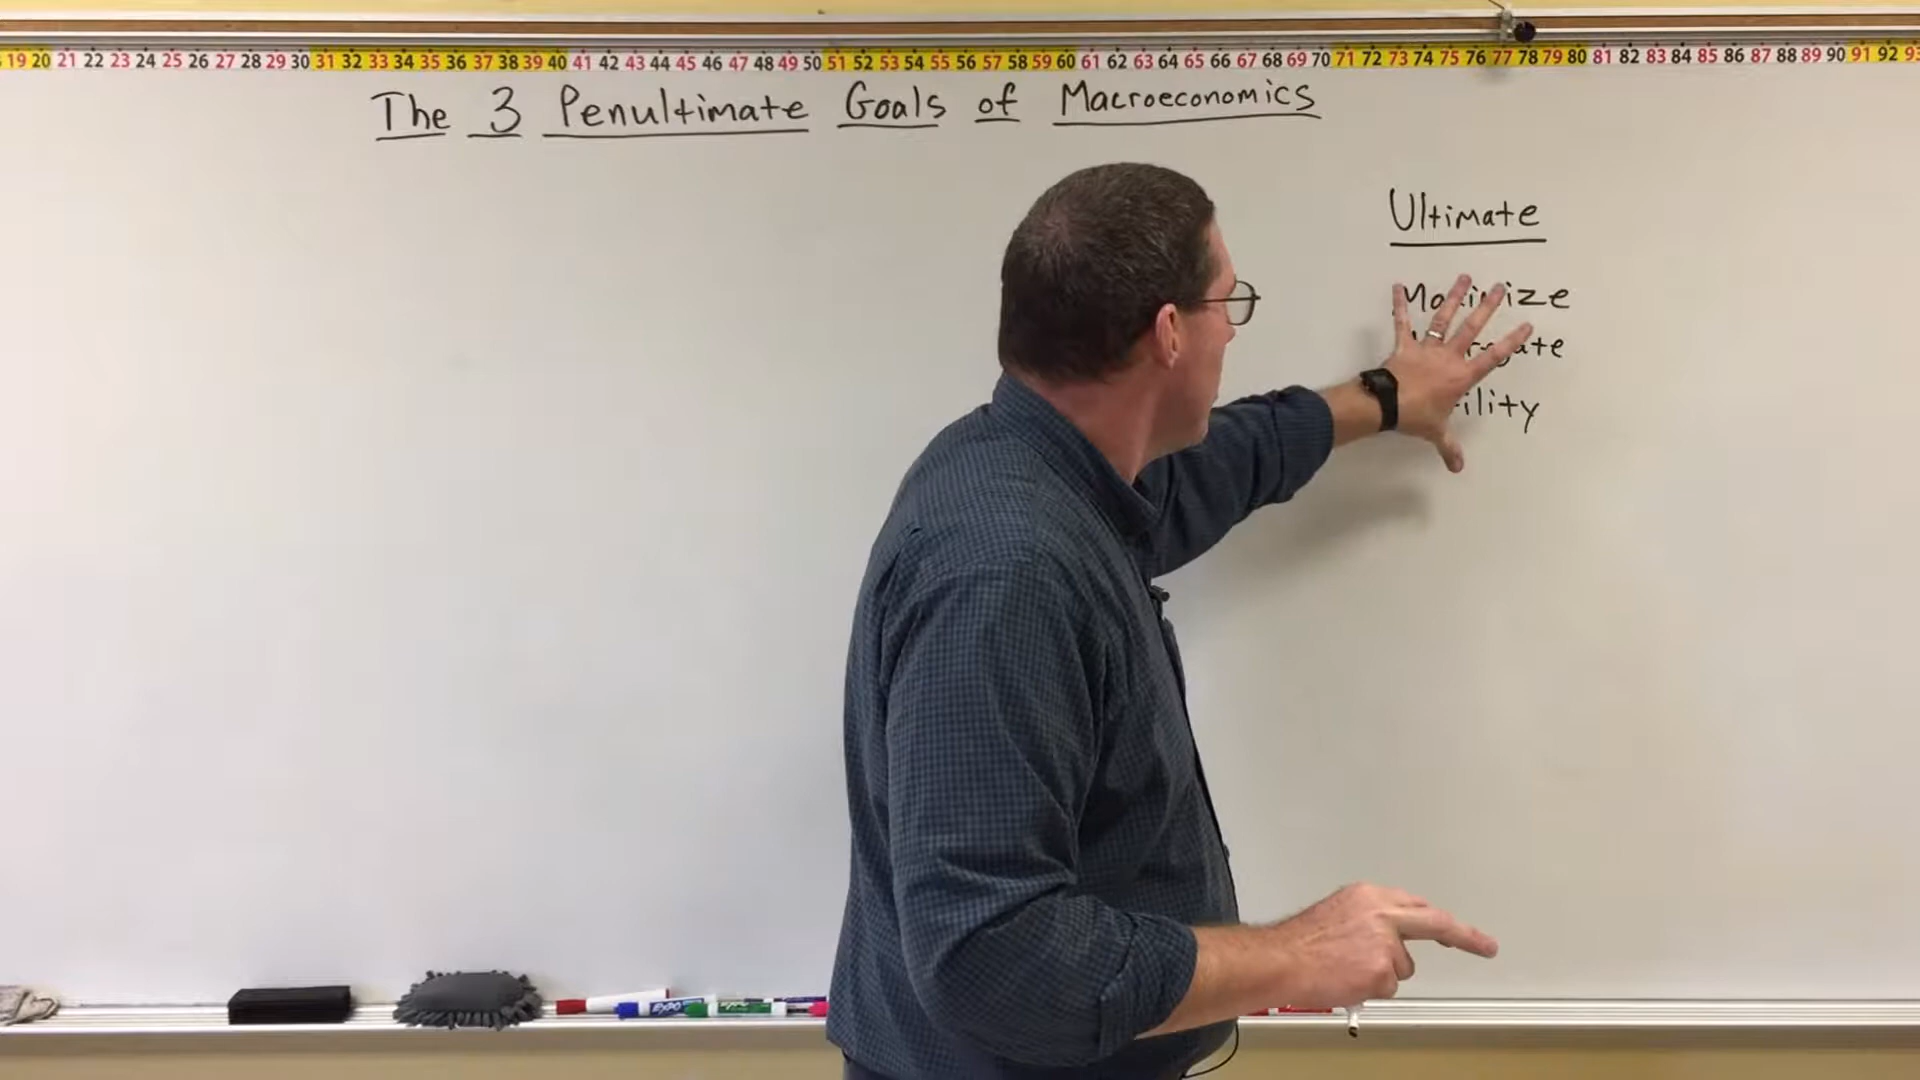 19 20 21 22 23 24 25 26 27 28 29 30 31 32 33 34 35 36 37 38 39 40 41 42 43 44 45 46 47 48 49 50 51 52 53 54 55 56 57 58 59 60 61 62 63 64 65 66 67 68 69 70 71 72 73 74 75 76 77 78 79 80 81 82 83 84 85 86 87 88 89 90 91 92
The 3 Penultimate Goals of Macroeconomics
Ultimate
Maximize
EXPO